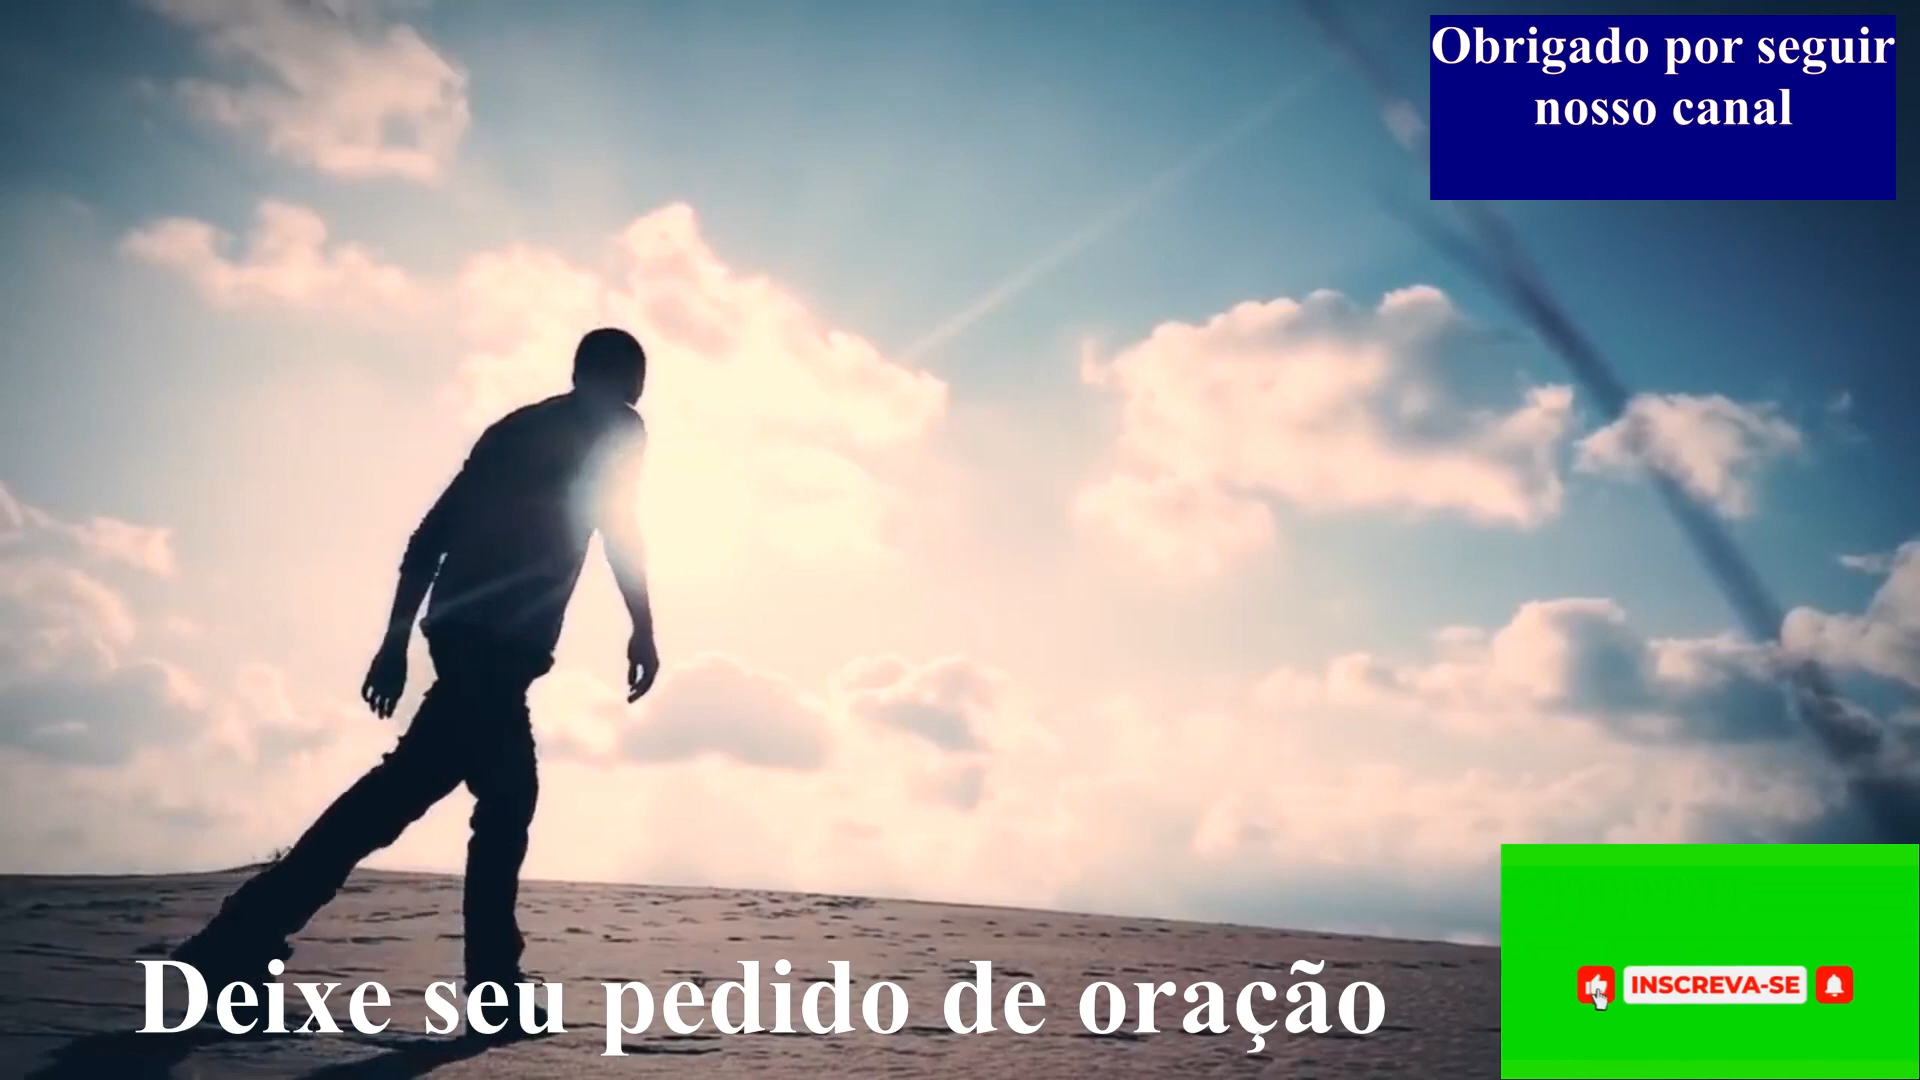 Obrigado por seguir
nosso canal
Deixe seu pedido de oração
INSCREVA-SE